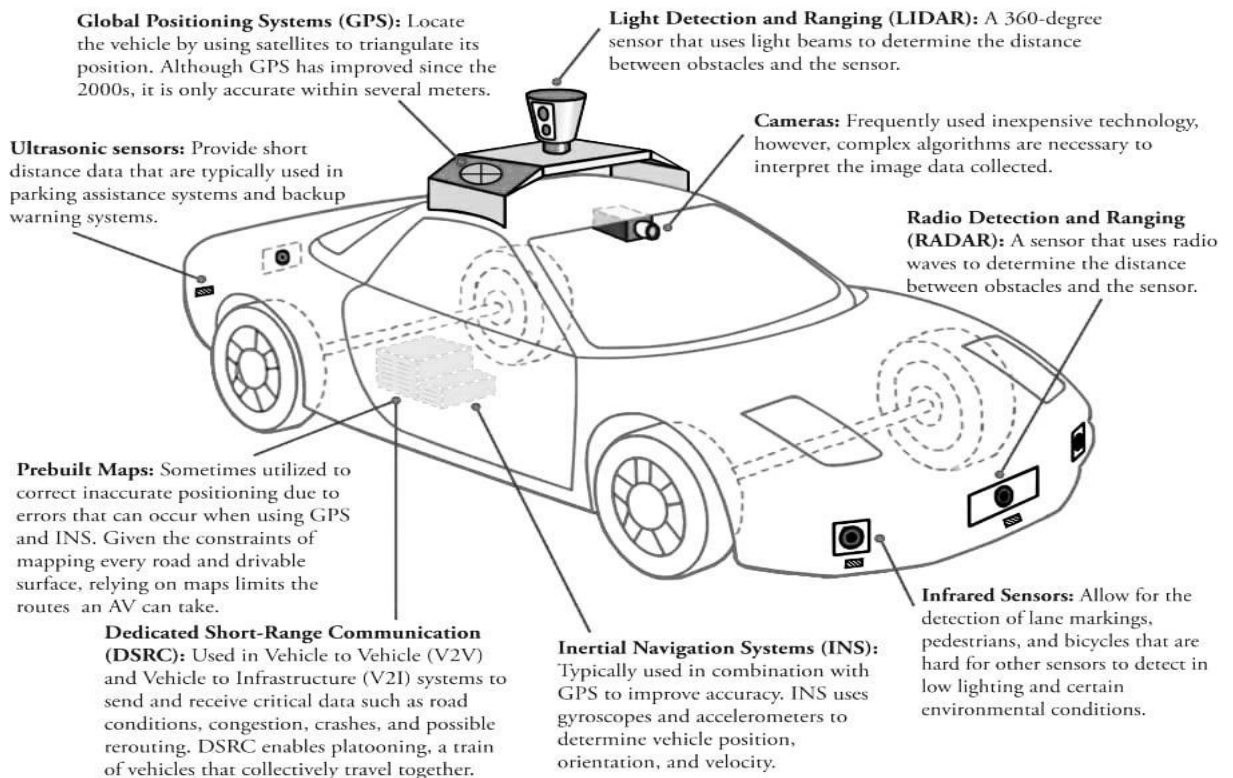 Global Positioning Systems (GPS): Locate
the vehicle by using satellites to triangulate its
position. Although GPS has improved since the
2000s, it is only accurate within several meters.
Light Detection and Ranging (LIDAR): A 360-degree
sensor that uses light beams to determine the distance
between obstacles and the sensor.
Cameras: Frequently used inexpensive technology,
however, complex algorithms are necessary to
interpret the image data collected.
Ultrasonic sensors: Provide short
distance data that are typically used in
parking assistance systems and backup
warning systems.
Radio Detection and Ranging
(RADAR): A sensor that uses radio
waves to determine the distance
between obstacles and the sensor.
Prebuilt Maps: Sometimes utilized to
correct inaccurate positioning due to
errors that can occur when using GPS
and INS. Given the constraints of
mapping every road and drivable
surface, relying on maps limits the
routes an AV can take.
Dedicated Short-Range Communication
(DSRC): Used in Vehicle to Vehicle (V2V)
and Vehicle to Infrastructure (V2I) systems to
send and receive critical data such as road
conditions, congestion, crashes, and possible
rerouting. DSRC enables platooning, a train
of vehicles that collectively travel together.
Inertial Navigation Systems (INS):
Typically used in combination with
GPS to improve accuracy. INS uses
gyroscopes and accelerometers to
determine vehicle position,
orientation, and velocity.
Infrared Sensors: Allow for the
detection of lane markings,
pedestrians, and bicycles that are
hard for other sensors to detect in
low lighting and certain
environmental conditions.